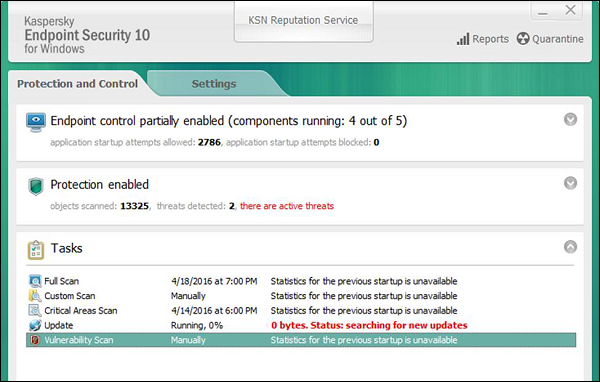 Kaspersky
Endpoint Security 10
for Windows
KSN Reputation Service
Reports
Quarantine
Protection and Control
Settings
Endpoint control partially enabled (components running: 4 out of 5)
application startup attempts allowed: 2786, application startup attempts blocked: 0
Protection enabled
objects scanned: 13325, threats detected: 2, there are active threats
Tasks
Full Scan 4/18/2016 at 7:00 PM Statistics for the previous startup is unavailable
Custom Scan Manually Statistics for the previous startup is unavailable
Critical Areas Scan 4/14/2016 at 6:00 PM Statistics for the previous startup is unavailable
Update Running, 0% 0 bytes. Status: searching for new updates
Vulnerability Scan Manually Statistics for the previous startup is unavailable